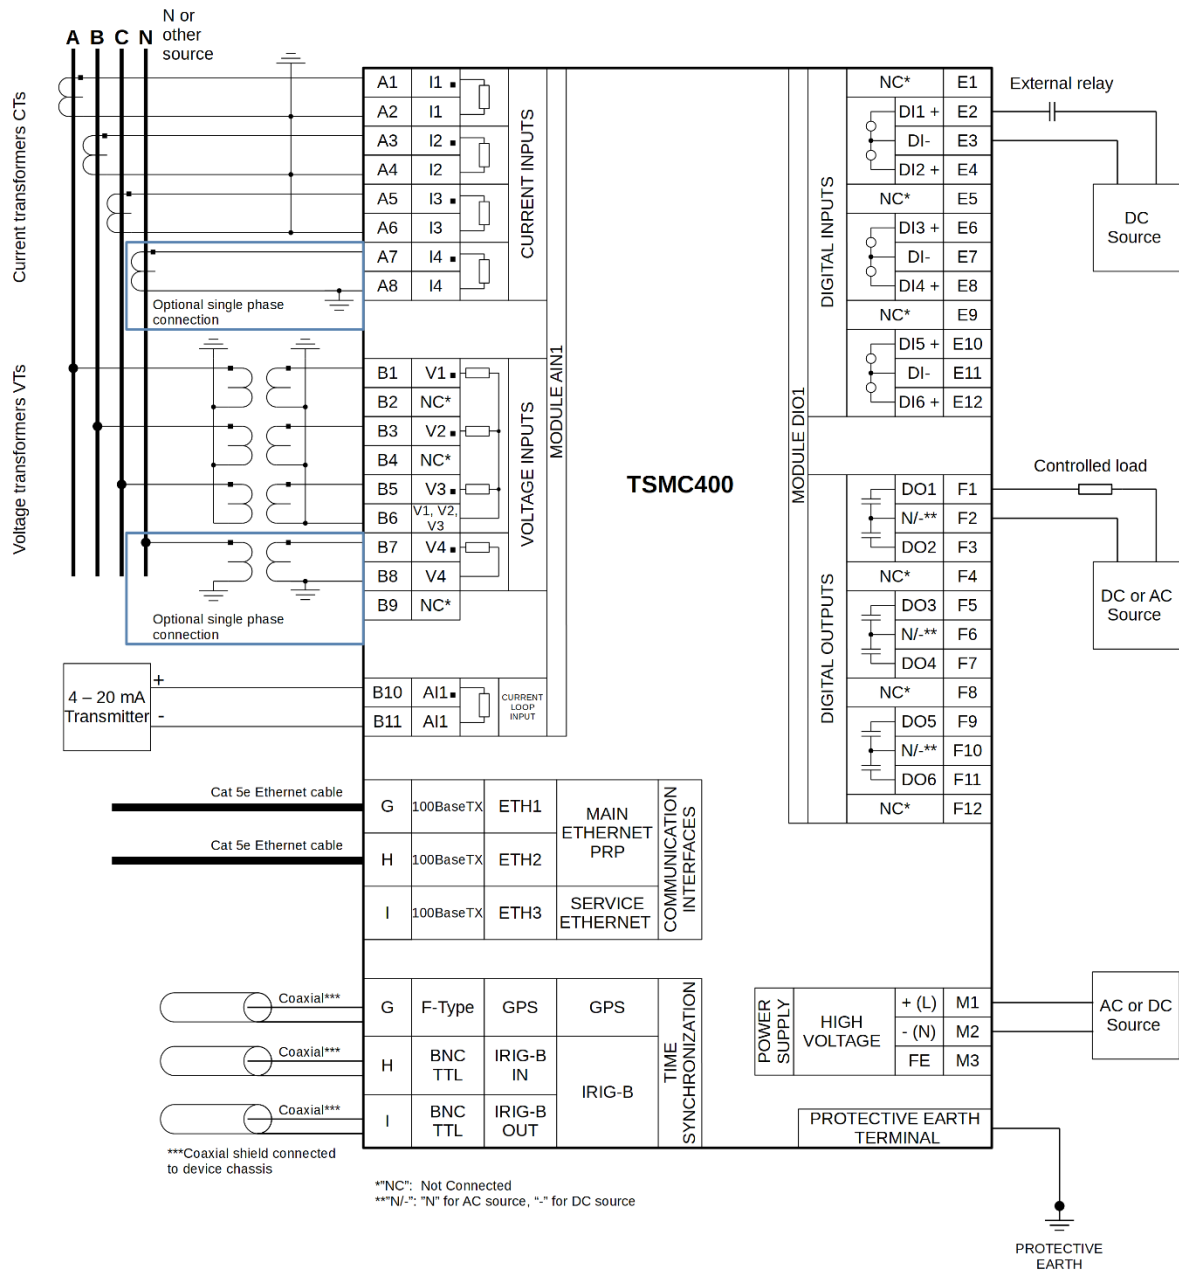 N or
other
source
A B C N
Current transformers CTs
A1 I1
A2 I1
A3 I2
A4 I2
A5 I3
A6 I3
A7 I4
A8 I4
CURRENT INPUTS
Optional single phase
connection
Voltage transformers VTs
B1 V1
B2 NC*
B3 V2
B4 NC*
B5 V3
B6 V1, V2,
V3
B7 V4
B8 V4
B9 NC*
VOLTAGE INPUTS
MODULE AIN1
Optional single phase
connection
4 – 20 mA
Transmitter
+
-
B10 AI1
B11 AI1
CURRENT
LOOP
INPUT
TSMC400
Cat 5e Ethernet cable
Cat 5e Ethernet cable
G 100BaseTX ETH1
H 100BaseTX ETH2
I 100BaseTX ETH3
MAIN
ETHERNET
PRP
SERVICE
ETHERNET
COMMUNICATION
INTERFACES
Coaxial***
Coaxial***
Coaxial***
G F-Type GPS GPS
H BNC
TTL
IRIG-B
IN
I BNC
TTL
IRIG-B
OUT
IRIG-B
TIME
SYNCHRONIZATION
***Coaxial shield connected
to device chassis
*"NC": Not Connected
**"N/-": "N" for AC source, "-" for DC source
NC* E1
DI1 + E2
DI- E3
DI2 + E4
NC* E5
DI3 + E6
DI- E7
DI4 + E8
NC* E9
DI5 + E10
DI- E11
DI6 + E12
DIGITAL INPUTS
MODULE DIO1
External relay
DC
Source
DO1 F1
N/-** F2
DO2 F3
NC* F4
DO3 F5
N/-** F6
DO4 F7
NC* F8
DO5 F9
N/-** F10
DO6 F11
NC* F12
DIGITAL OUTPUTS
Controlled load
DC or AC
Source
POWER
SUPPLY
HIGH
VOLTAGE
+ (L) M1
- (N) M2
FE M3
AC or DC
Source
PROTECTIVE EARTH
TERMINAL
PROTECTIVE
EARTH